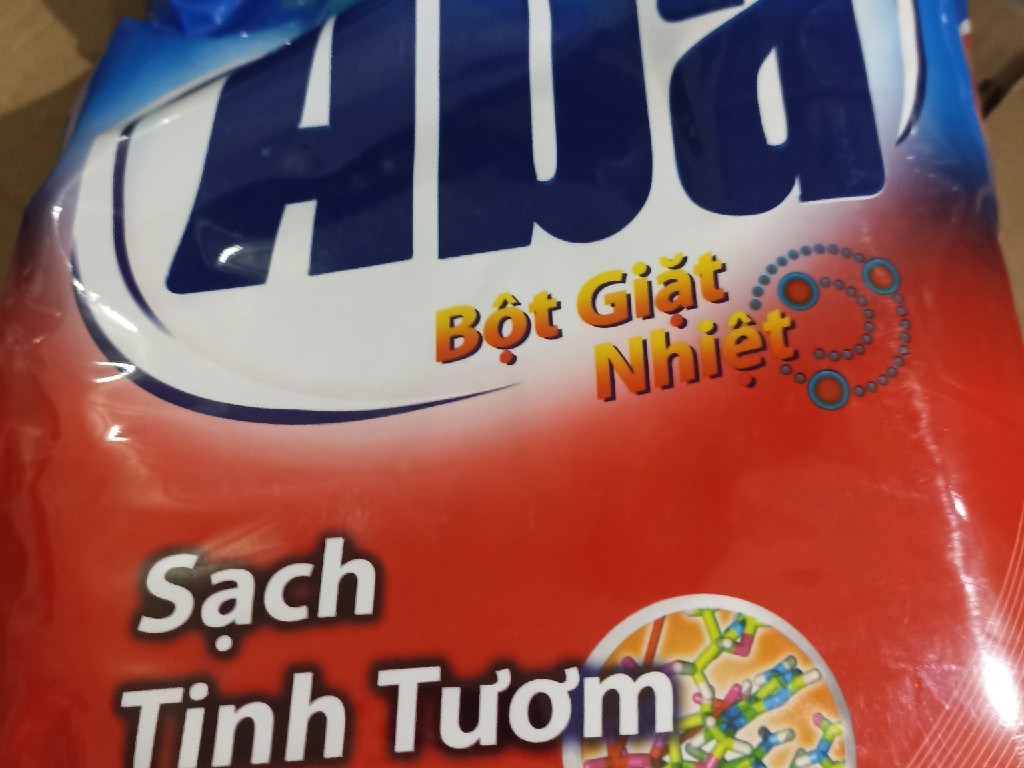 Aba
Bột Giặt
Nhiệt
Sạch
Tinh Tươm